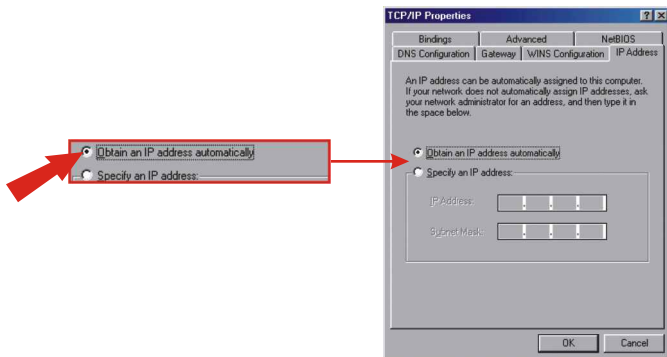 TCP/IP Properties
Bindings Advanced NetBIOS
DNS Configuration Gateway WINS Configuration IP Address
An IP address can be automatically assigned to this computer.
If your network does not automatically assign IP addresses, ask
your network administrator for an address, and then type it in
the space below.
Obtain an IP address automatically
Specify an IP address:
Obtain an IP address automatically
Specify an IP address:
IP Address:
Subnet Mask:
OK Cancel